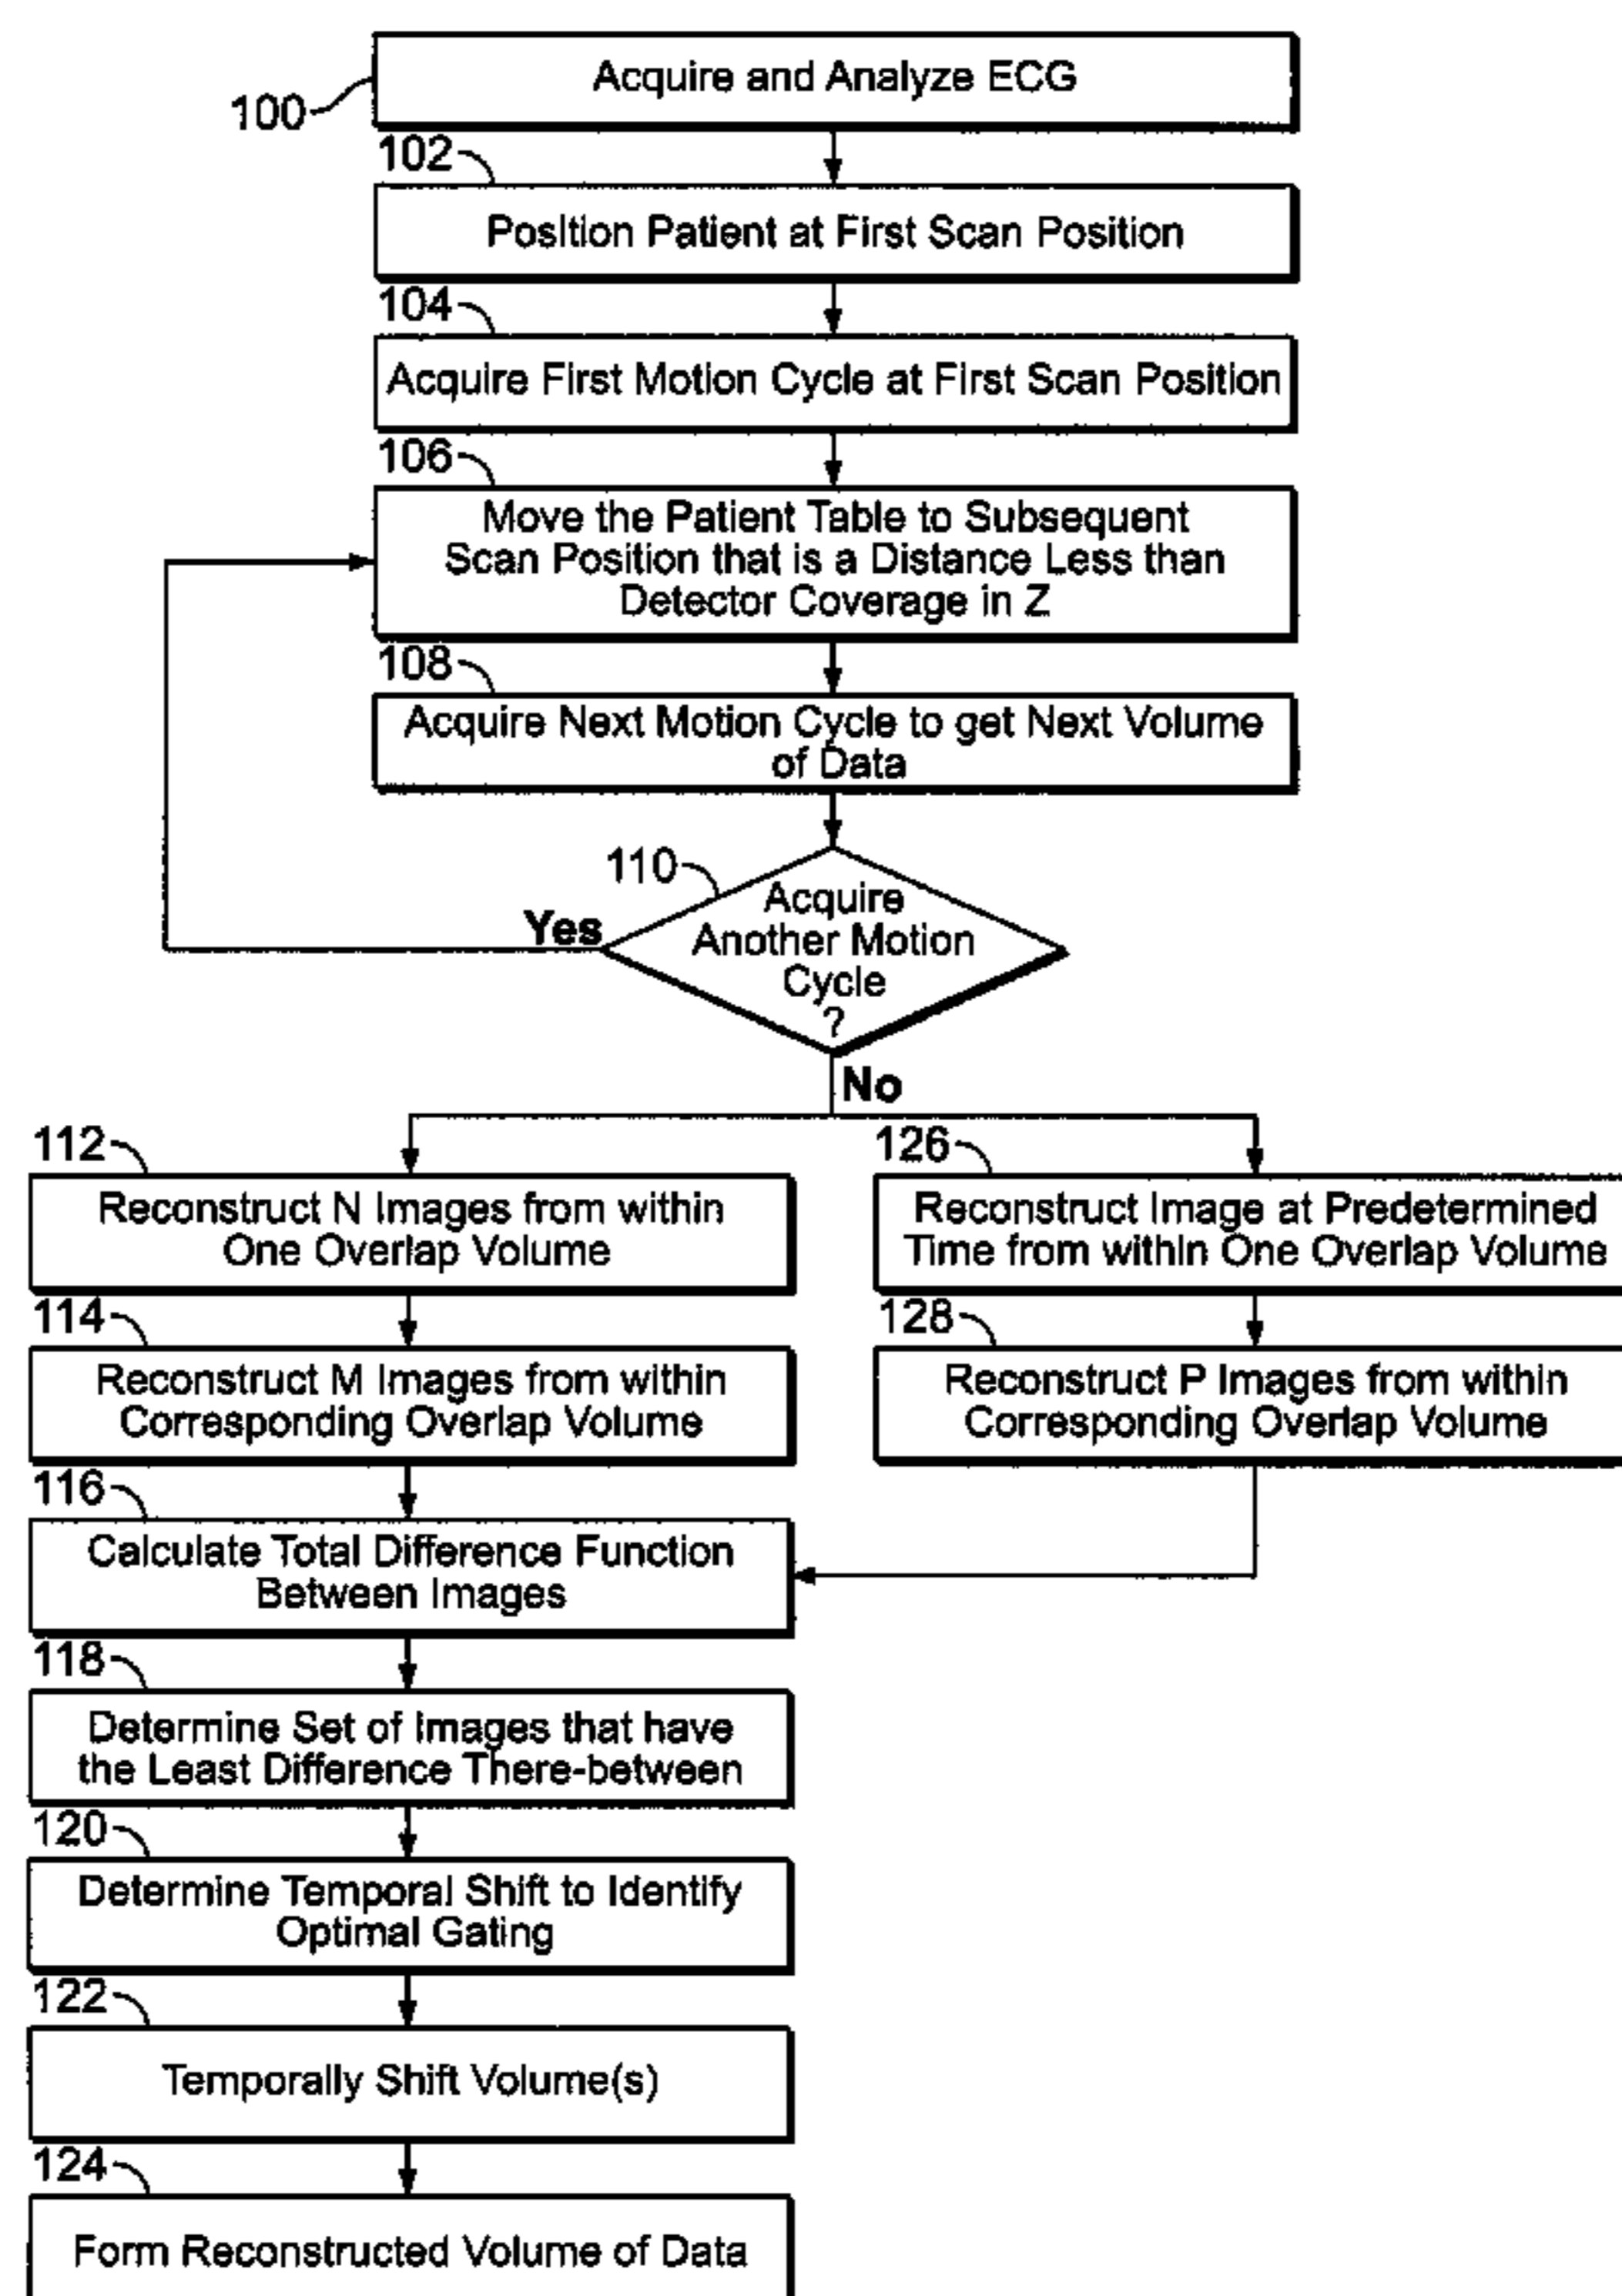 100
Acquire and Analyze ECG
102
Position Patient at First Scan Position
104
Acquire First Motion Cycle at First Scan Position
106
Move the Patient Table to Subsequent
Scan Position that is a Distance Less than
Detector Coverage in Z
108
Acquire Next Motion Cycle to get Next Volume
of Data
110
Acquire
Another Motion
Cycle
?
Yes
No
112
Reconstruct N Images from within
One Overlap Volume
114
Reconstruct M Images from within
Corresponding Overlap Volume
126
Reconstruct Image at Predetermined
Time from within One Overlap Volume
128
Reconstruct P Images from within
Corresponding Overlap Volume
116
Calculate Total Difference Function
Between Images
118
Determine Set of Images that have
the Least Difference There-between
120
Determine Temporal Shift to Identify
Optimal Gating
122
Temporally Shift Volume(s)
124
Form Reconstructed Volume of Data